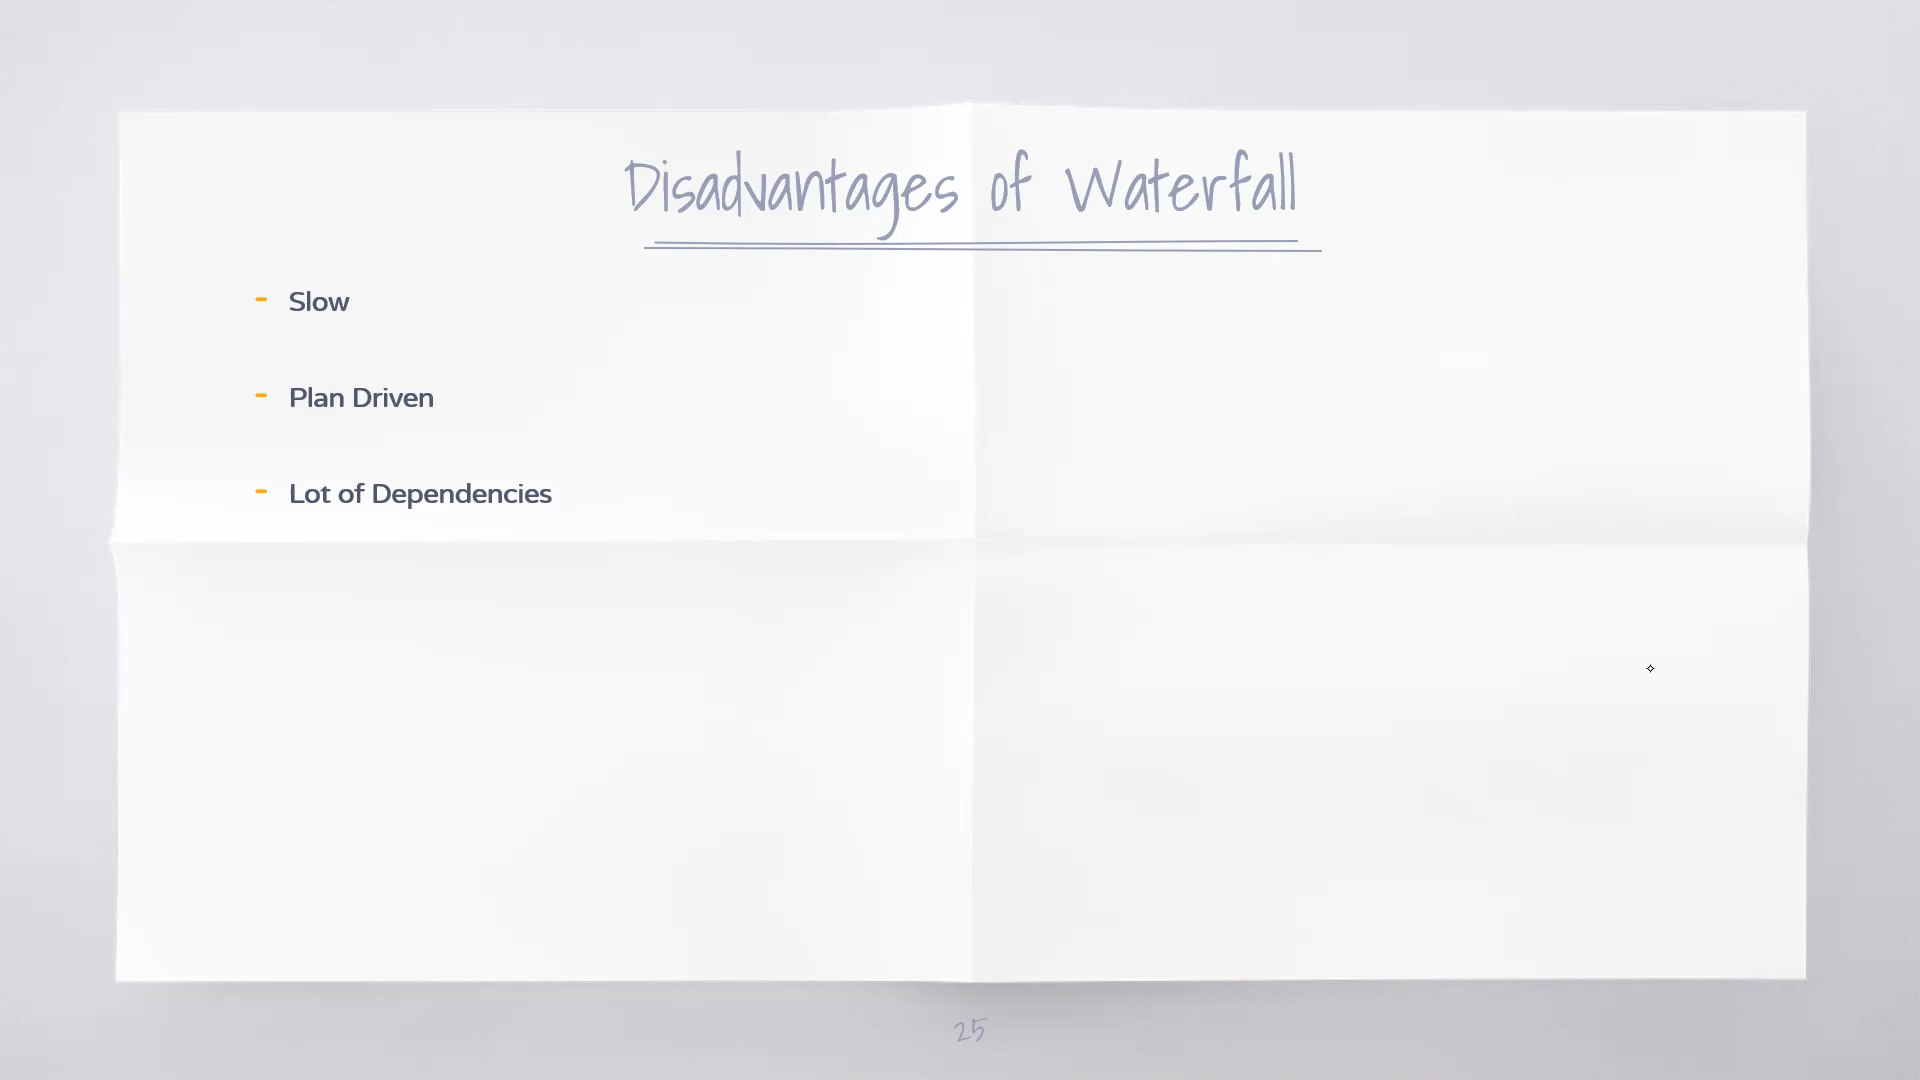 Disadvantages of Waterfall
- Slow
- Plan Driven
- Lot of Dependencies
25